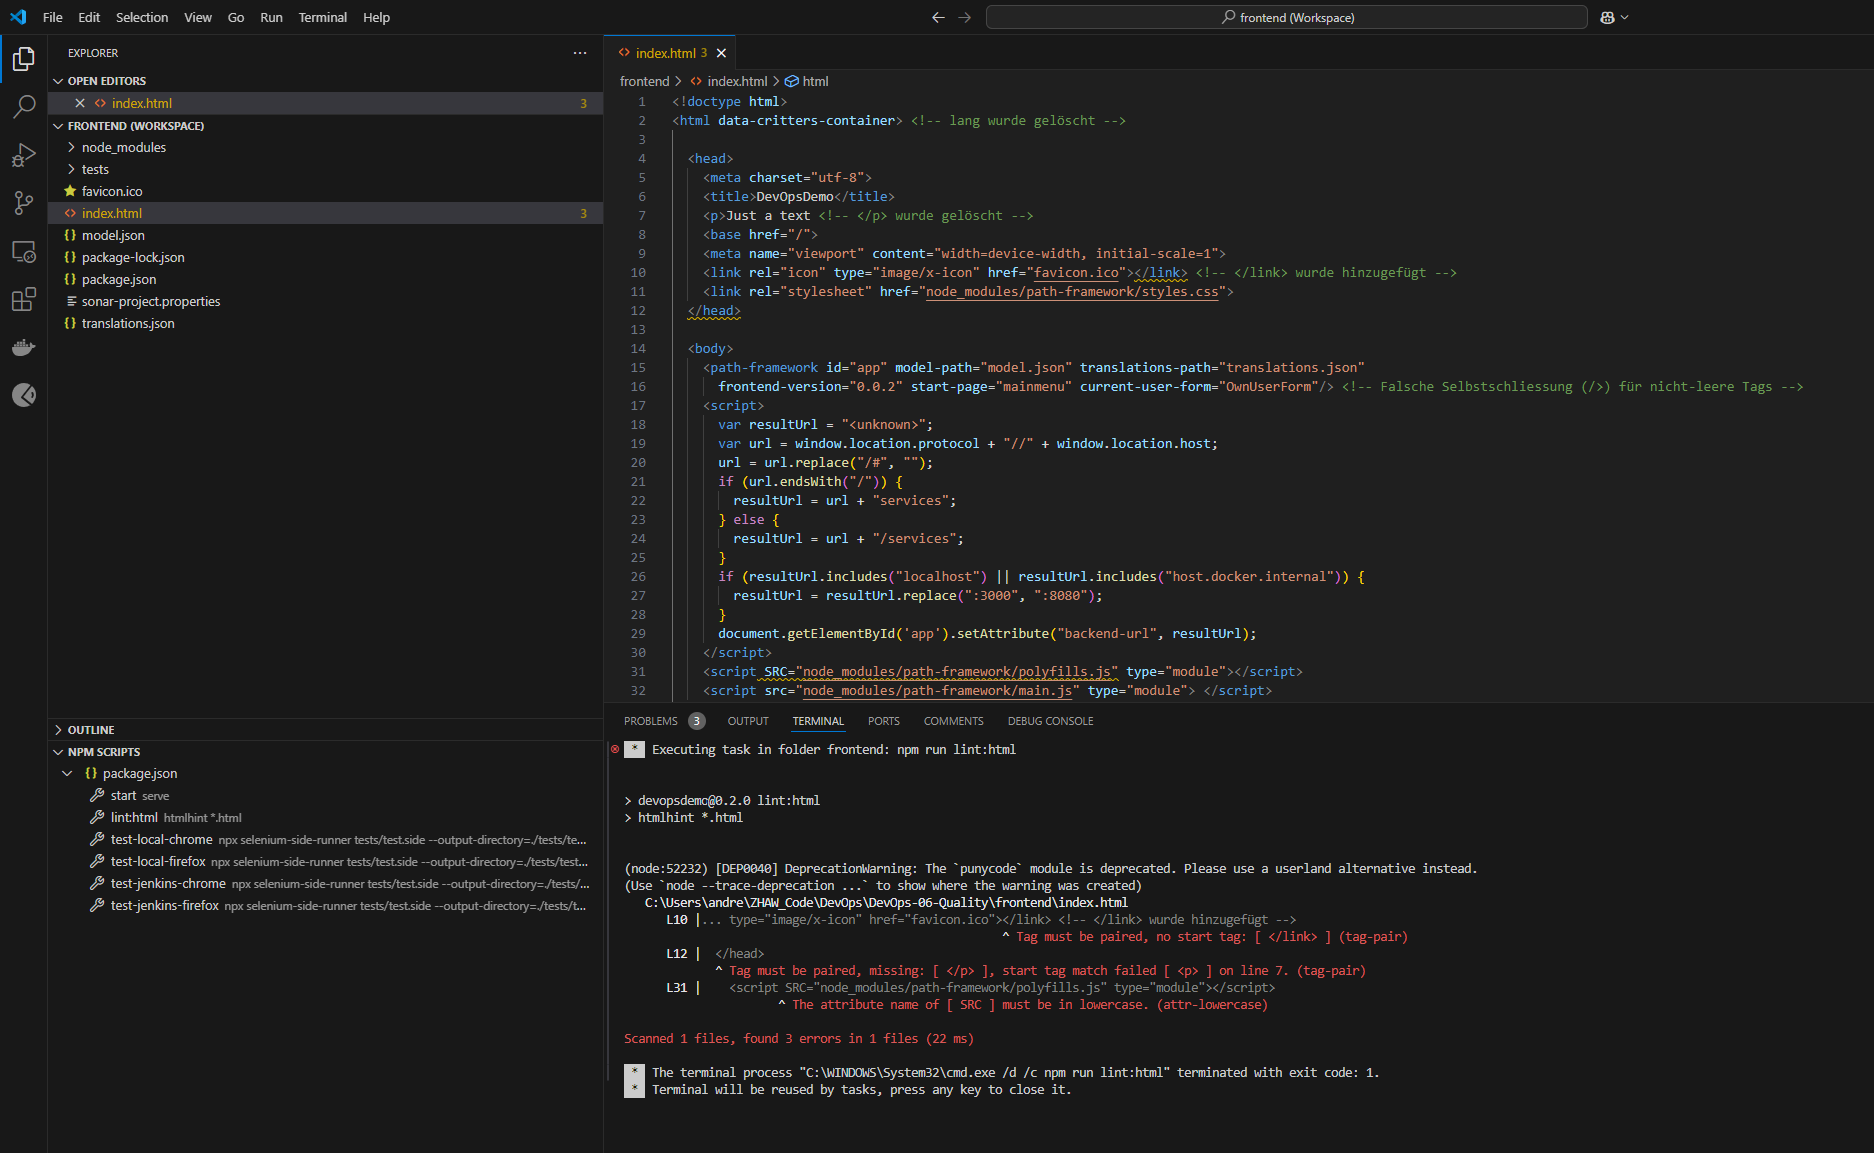 File Edit Selection View Go Run Terminal Help
frontend (Workspace)
EXPLORER
OPEN EDITORS
index.html 3
FRONTEND (WORKSPACE)
node_modules
tests
favicon.ico
index.html 3
model.json
package-lock.json
package.json
sonar-project.properties
translations.json
OUTLINE
NPM SCRIPTS
package.json
start serve
lint:html htmlhint *.html
test-local-chrome npx selenium-side-runner tests/test.side --output-directory=./tests/te...
test-local-firefox npx selenium-side-runner tests/test.side --output-directory=./tests/test...
test-jenkins-chrome npx selenium-side-runner tests/test.side --output-directory=./tests/...
test-jenkins-firefox npx selenium-side-runner tests/test.side --output-directory=./tests/t...
index.html 3
frontend > index.html > html
1 <!doctype html>
2 <html data-critters-container> <!-- lang wurde gelöscht -->
3
4 <head>
5 <meta charset="utf-8">
6 <title>DevOpsDemo</title>
7 <p>Just a text <!-- </p> wurde gelöscht -->
8 <base href="/">
9 <meta name="viewport" content="width=device-width, initial-scale=1">
10 <link rel="icon" type="image/x-icon" href="favicon.ico"></link> <!-- </link> wurde hinzugefügt -->
11 <link rel="stylesheet" href="node_modules/path-framework/styles.css">
12 </head>
13
14 <body>
15 <path-framework id="app" model-path="model.json" translations-path="translations.json"
16 frontend-version="0.0.2" start-page="mainmenu" current-user-form="OwnUserForm"/> <!-- Falsche Selbstschliessung (/>) für nicht-leere Tags -->
17 <script>
18 var resultUrl = "<unknown>";
19 var url = window.location.protocol + "//" + window.location.host;
20 url = url.replace("/#", "");
21 if (url.endsWith("/")) {
22 resultUrl = url + "services";
23 } else {
24 resultUrl = url + "/services";
25 }
26 if (resultUrl.includes("localhost") || resultUrl.includes("host.docker.internal")) {
27 resultUrl = resultUrl.replace(":3000", ":8080");
28 }
29 document.getElementById('app').setAttribute("backend-url", resultUrl);
30 </script>
31 <script SRC="node_modules/path-framework/polyfills.js" type="module"></script>
32 <script src="node_modules/path-framework/main.js" type="module"> </script>
PROBLEMS 3 OUTPUT TERMINAL PORTS COMMENTS DEBUG CONSOLE
* Executing task in folder frontend: npm run lint:html
> devopsdemo@0.2.0 lint:html
> htmlhint *.html
(node:52232) [DEP0040] DeprecationWarning: The `punycode` module is deprecated. Please use a userland alternative instead.
(Use `node --trace-deprecation ...` to show where the warning was created)
C:\Users\andre\ZHAW_Code\DevOps\DevOps-06-Quality\frontend\index.html
L10 |... type="image/x-icon" href="favicon.ico"></link> <!-- </link> wurde hinzugefügt -->
^ Tag must be paired, no start tag: [ </link> ] (tag-pair)
L12 | </head>
^ Tag must be paired, missing: [ </p> ], start tag match failed [ <p> ] on line 7. (tag-pair)
L31 | <script SRC="node_modules/path-framework/polyfills.js" type="module"></script>
^ The attribute name of [ SRC ] must be in lowercase. (attr-lowercase)
Scanned 1 files, found 3 errors in 1 files (22 ms)
* The terminal process "C:\WINDOWS\System32\cmd.exe /d /c npm run lint:html" terminated with exit code: 1.
* Terminal will be reused by tasks, press any key to close it.